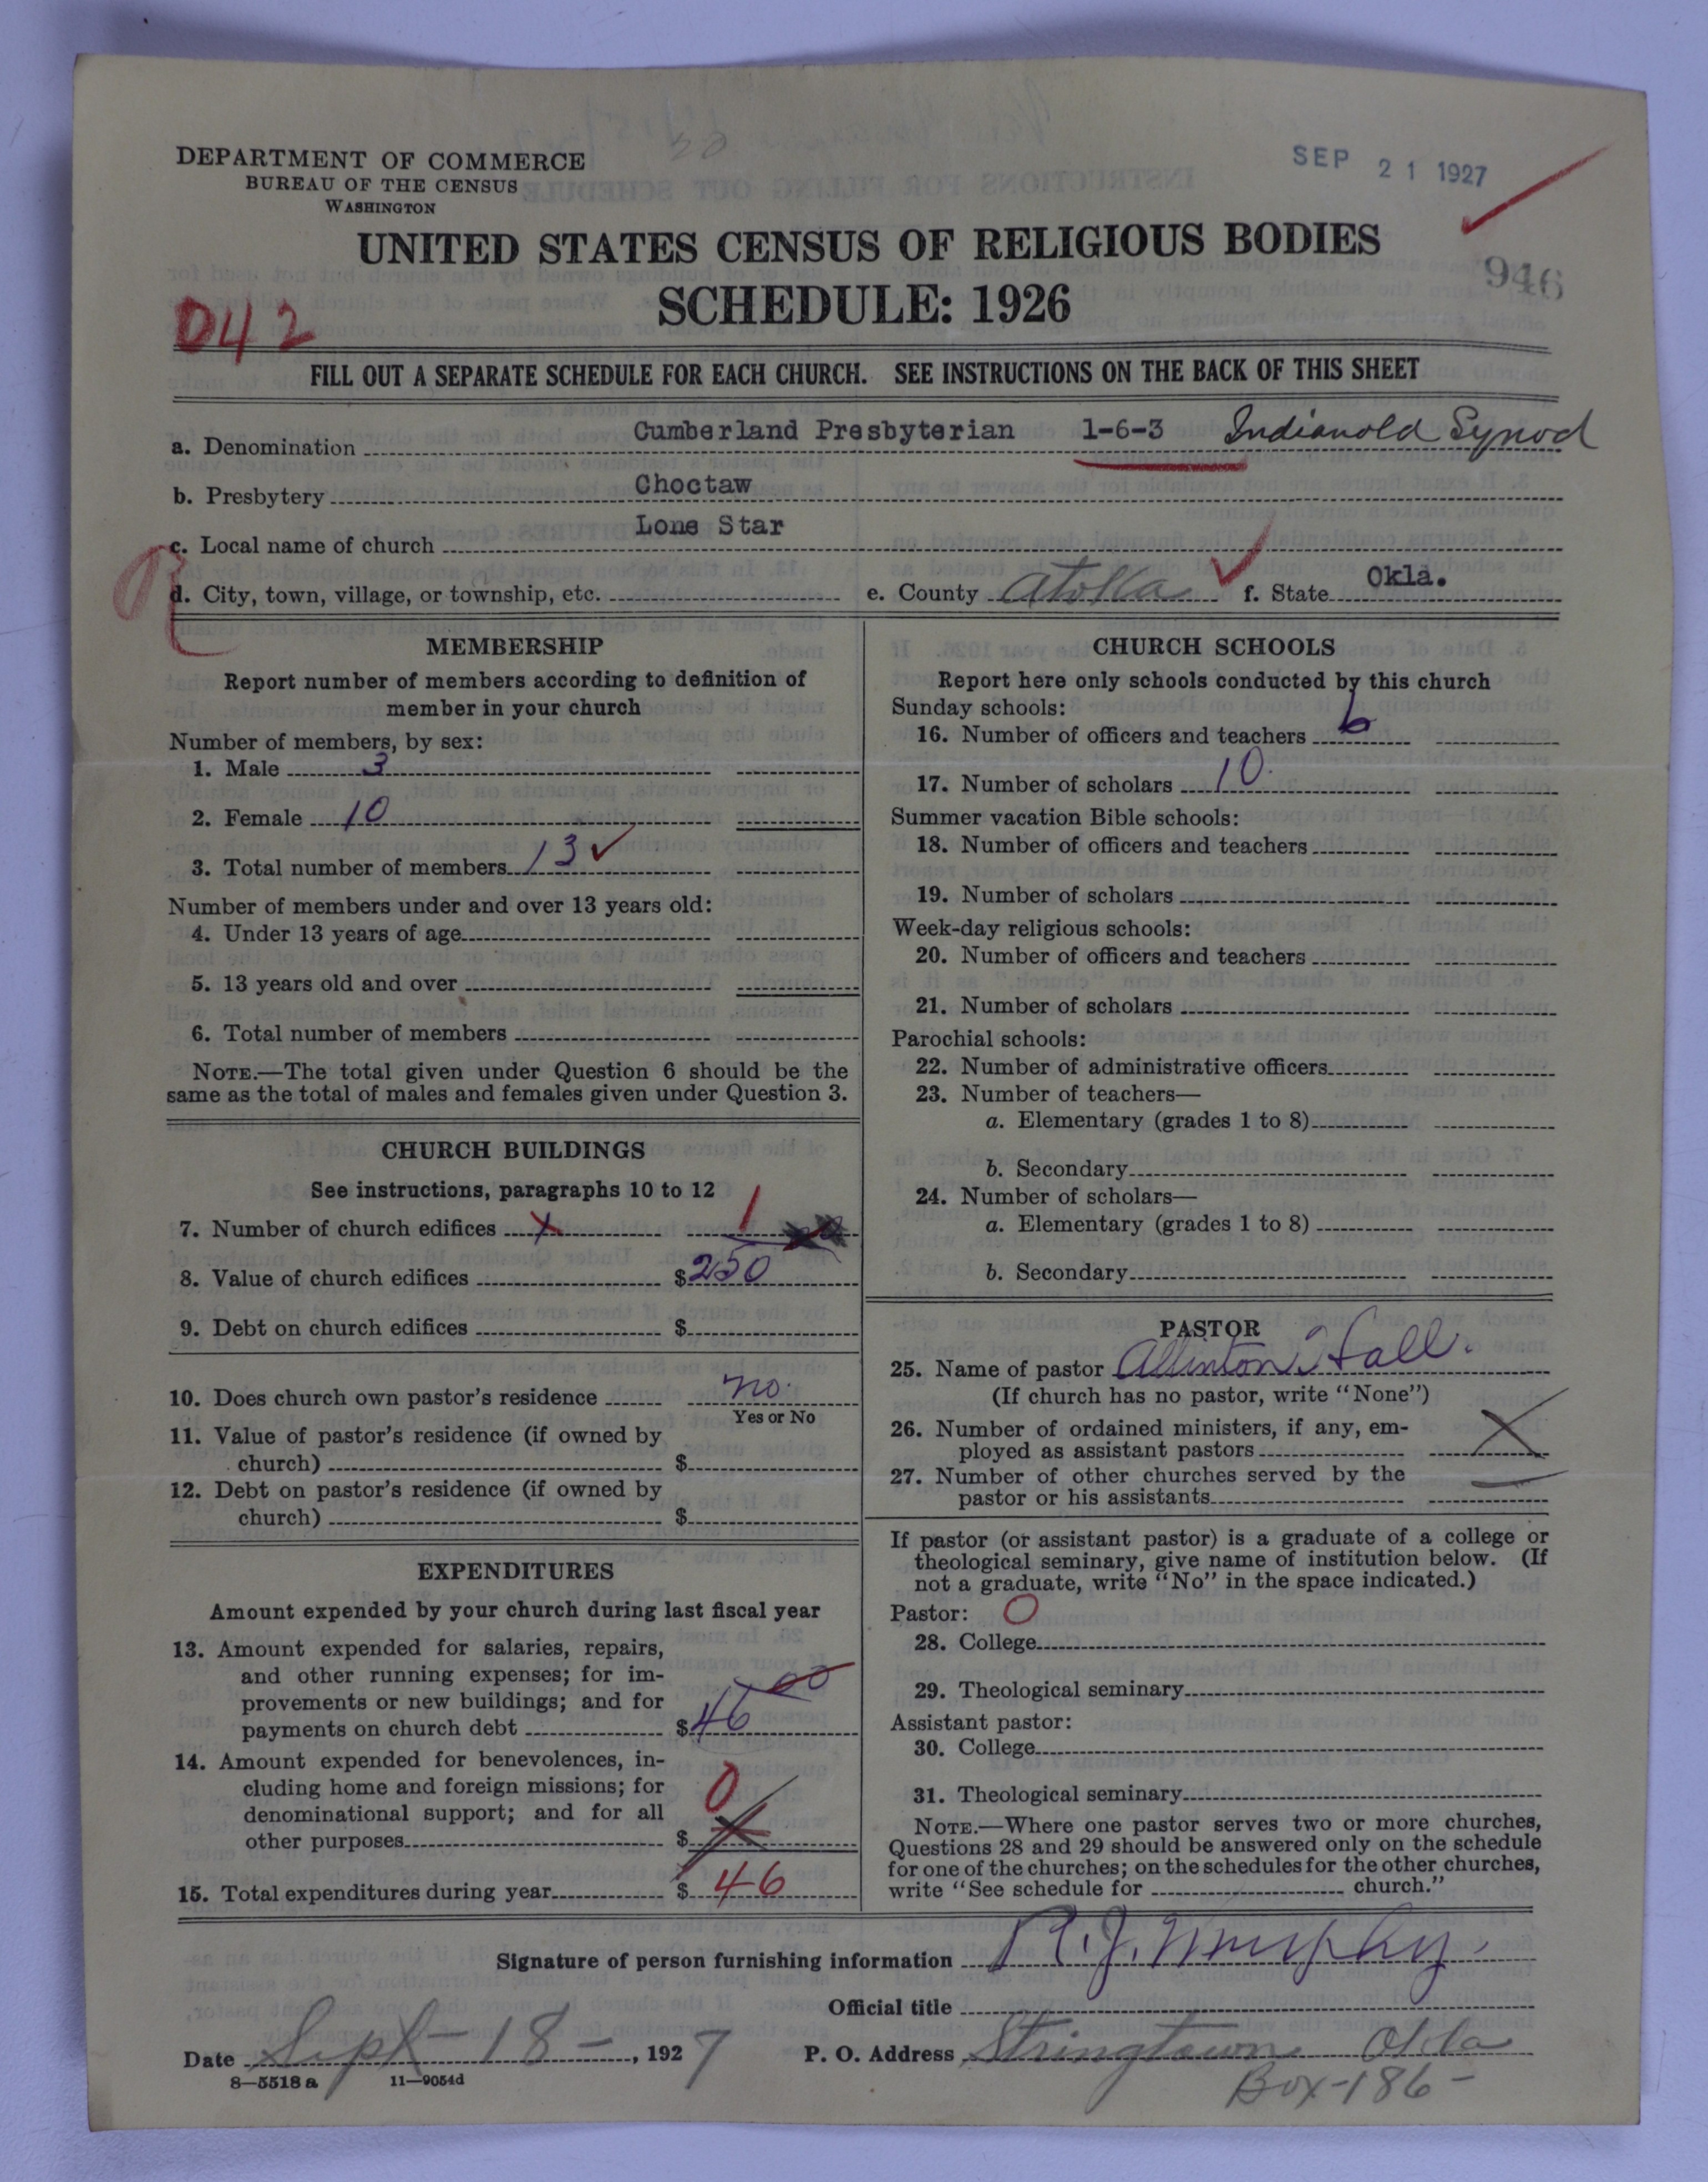 DEPARTMENT OF COMMERCE
BUREAU OF THE CENSUS
WASHINGTON
SEP 21 1927
UNITED STATES CENSUS OF RELIGIOUS BODIES
946
SCHEDULE: 1926
042
FILL OUT A SEPARATE SCHEDULE FOR EACH CHURCH. SEE INSTRUCTIONS ON THE BACK OF THIS SHEET
a. Denomination Cumberland Presbyterian 1-6-3 Indianola Synod
b. Presbytery Choctaw
c. Local name of church Lone Star
d. City, town, village, or township, etc. e. County Atoka f. State Okla.
MEMBERSHIP
Report number of members according to definition of
member in your church
Number of members, by sex:
1. Male 3
2. Female 10
3. Total number of members 13
Number of members under and over 13 years old:
4. Under 13 years of age
5. 13 years old and over
6. Total number of members
NOTE.—The total given under Question 6 should be the
same as the total of males and females given under Question 3.
CHURCH BUILDINGS
See instructions, paragraphs 10 to 12
7. Number of church edifices x 1
8. Value of church edifices $250
9. Debt on church edifices $
10. Does church own pastor's residence no.
Yes or No
11. Value of pastor's residence (if owned by
church) $
12. Debt on pastor's residence (if owned by
church) $
EXPENDITURES
Amount expended by your church during last fiscal year
13. Amount expended for salaries, repairs,
and other running expenses; for im-
provements or new buildings; and for
payments on church debt $46 00
14. Amount expended for benevolences, in-
cluding home and foreign missions; for
denominational support; and for all
other purposes $ 0
15. Total expenditures during year $ 46
CHURCH SCHOOLS
Report here only schools conducted by this church
Sunday schools:
16. Number of officers and teachers 6
17. Number of scholars 10.
Summer vacation Bible schools:
18. Number of officers and teachers
19. Number of scholars
Week-day religious schools:
20. Number of officers and teachers
21. Number of scholars
Parochial schools:
22. Number of administrative officers
23. Number of teachers—
a. Elementary (grades 1 to 8)
b. Secondary
24. Number of scholars—
a. Elementary (grades 1 to 8)
b. Secondary
PASTOR
25. Name of pastor Allinton Hall.
(If church has no pastor, write "None")
26. Number of ordained ministers, if any, em-
ployed as assistant pastors X
27. Number of other churches served by the
pastor or his assistants —
If pastor (or assistant pastor) is a graduate of a college or
theological seminary, give name of institution below. (If
not a graduate, write "No" in the space indicated.)
Pastor: O
28. College
29. Theological seminary
Assistant pastor:
30. College
31. Theological seminary
NOTE.—Where one pastor serves two or more churches,
Questions 28 and 29 should be answered only on the schedule
for one of the churches; on the schedules for the other churches,
write "See schedule for church."
Signature of person furnishing information R. J. Murphy.
Official title
Date Sept-18-, 1927 P. O. Address Stringtown Okla
8—5518 a 11—9054d Box-186-